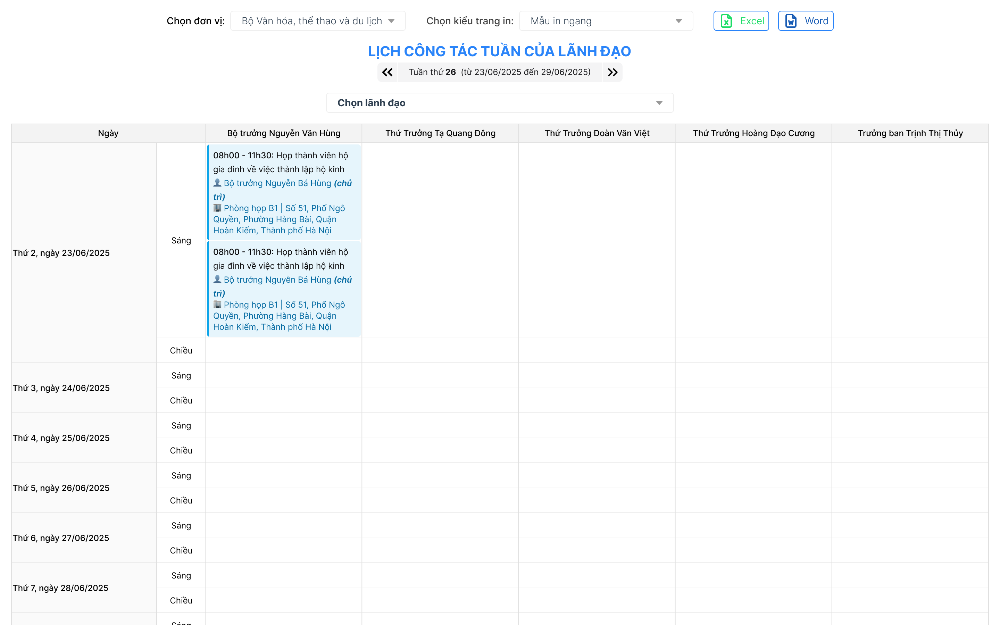 Chọn đơn vị: Bộ Văn hóa, thể thao và du lịch Chọn kiểu trang in: Mẫu in ngang Excel Word
LỊCH CÔNG TÁC TUẦN CỦA LÃNH ĐẠO
Tuần thứ 26 (từ 23/06/2025 đến 29/06/2025)
Chọn lãnh đạo
Ngày Bộ trưởng Nguyễn Văn Hùng Thứ Trưởng Tạ Quang Đông Thứ Trưởng Đoàn Văn Việt Thứ Trưởng Hoàng Đạo Cương Trưởng ban Trịnh Thị Thủy
Thứ 2, ngày 23/06/2025
Sáng
08h00 - 11h30: Họp thành viên hộ
gia đình về việc thành lập hộ kinh
Bộ trưởng Nguyễn Bá Hùng (chủ
trì)
Phòng họp B1 | Số 51, Phố Ngô
Quyền, Phường Hàng Bài, Quận
Hoàn Kiếm, Thành phố Hà Nội
08h00 - 11h30: Họp thành viên hộ
gia đình về việc thành lập hộ kinh
Bộ trưởng Nguyễn Bá Hùng (chủ
trì)
Phòng họp B1 | Số 51, Phố Ngô
Quyền, Phường Hàng Bài, Quận
Hoàn Kiếm, Thành phố Hà Nội
Chiều
Thứ 3, ngày 24/06/2025
Sáng
Chiều
Thứ 4, ngày 25/06/2025
Sáng
Chiều
Thứ 5, ngày 26/06/2025
Sáng
Chiều
Thứ 6, ngày 27/06/2025
Sáng
Chiều
Thứ 7, ngày 28/06/2025
Sáng
Chiều